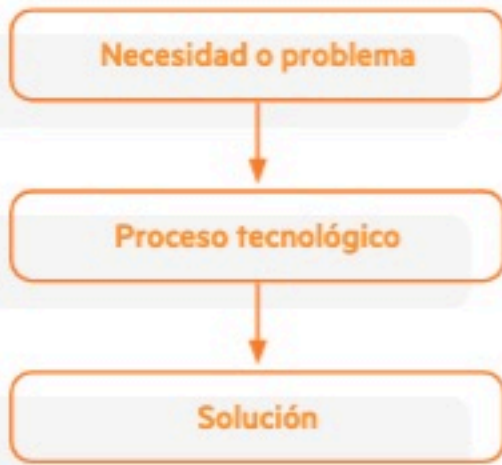 Necesidad o problema
Proceso tecnológico
Solución